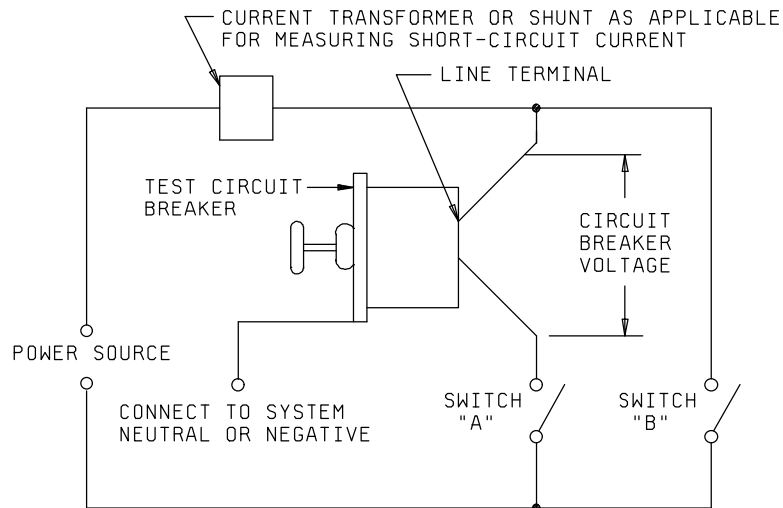 CURRENT TRANSFORMER OR SHUNT AS APPLICABLE
FOR MEASURING SHORT-CIRCUIT CURRENT
LINE TERMINAL
TEST CIRCUIT
BREAKER
CIRCUIT
BREAKER
VOLTAGE
POWER SOURCE
CONNECT TO SYSTEM
NEUTRAL OR NEGATIVE
SWITCH
"A"
SWITCH
"B"